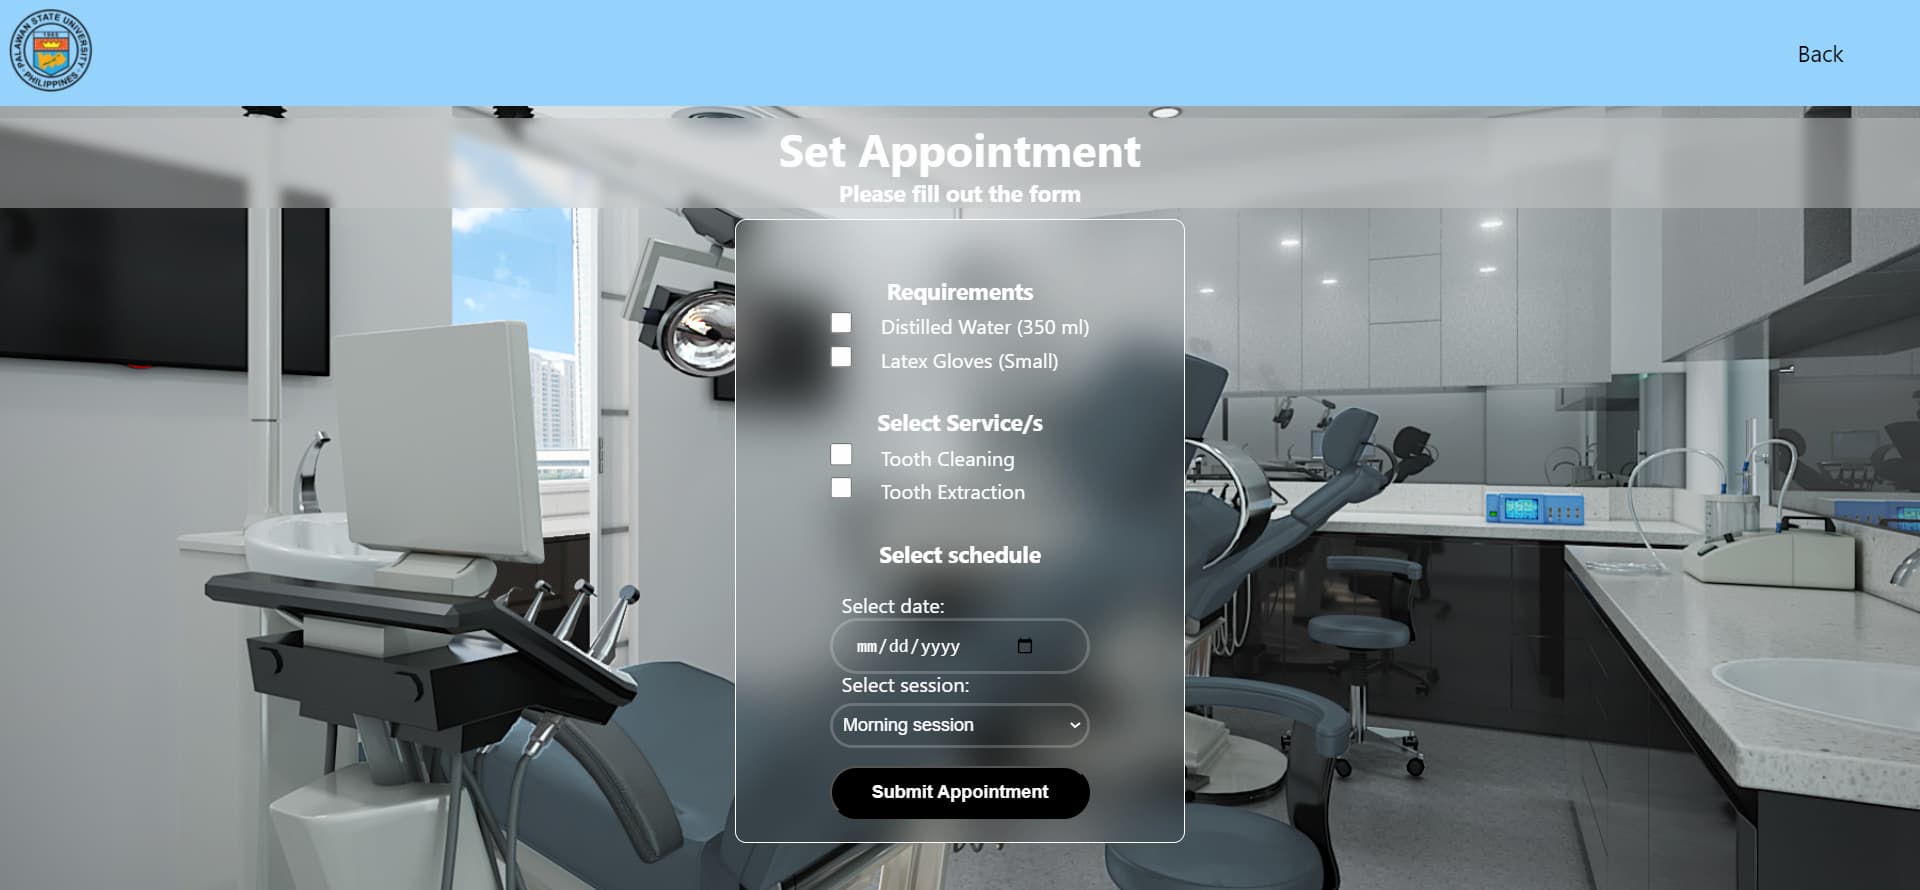 PALAWAN STATE UNIVERSITY
1965
PHILIPPINES
Back
Set Appointment
Please fill out the form
Requirements
Distilled Water (350 ml)
Latex Gloves (Small)
Select Service/s
Tooth Cleaning
Tooth Extraction
Select schedule
Select date:
mm/dd/yyyy
Select session:
Morning session
Submit Appointment